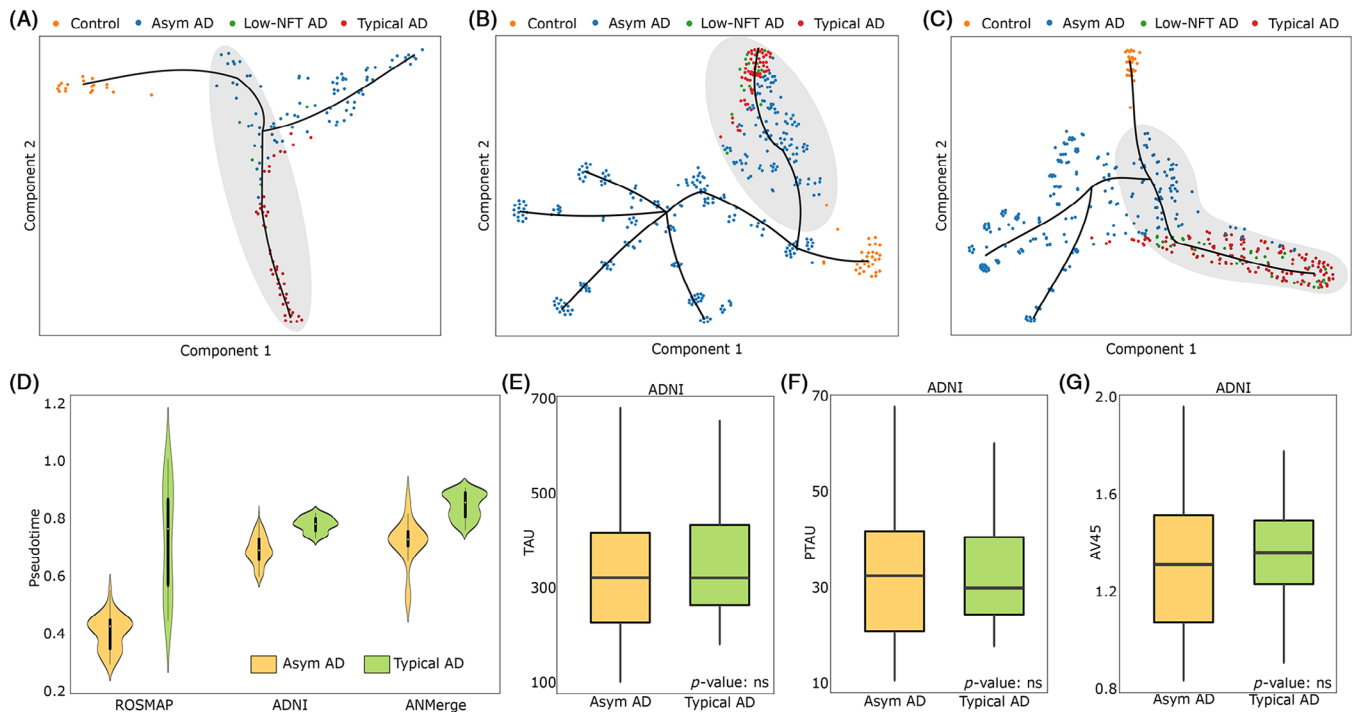 (A)
Control Asym AD Low-NFT AD Typical AD
Component 2
Component 1
(B)
Control Asym AD Low-NFT AD Typical AD
Component 2
Component 1
(C)
Control Asym AD Low-NFT AD Typical AD
Component 2
Component 1
(D)
Pseudotime
1.2
1.0
0.8
0.6
0.4
0.2
Asym AD Typical AD
ROSMAP ADNI ANMerge
(E)
ADNI
TAU
700
500
300
100
p-value: ns
Asym AD Typical AD
(F)
ADNI
PTAU
70
50
30
10
p-value: ns
Asym AD Typical AD
(G)
ADNI
AV45
2.0
1.6
1.2
0.8
p-value: ns
Asym AD Typical AD